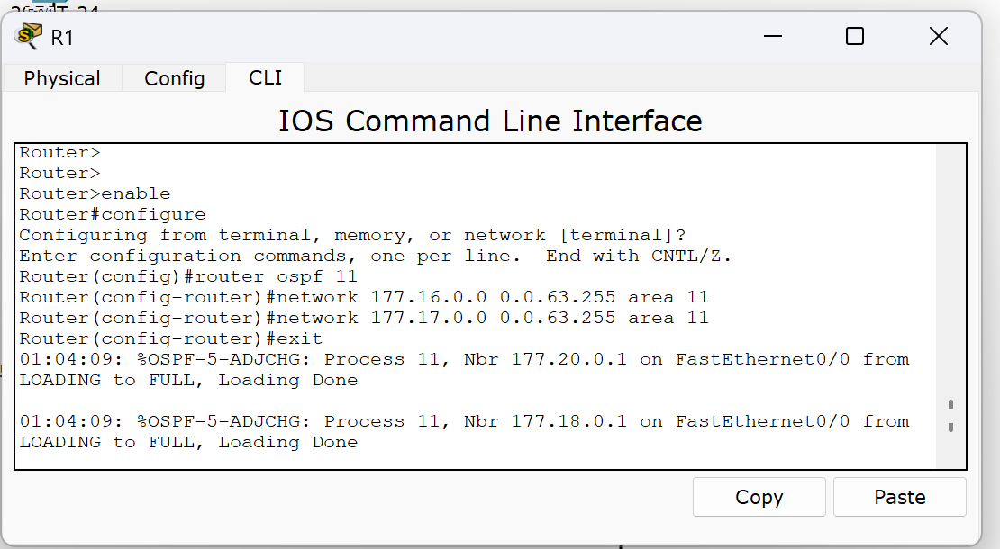 R1
Physical Config CLI
IOS Command Line Interface
Router>
Router>
Router>enable
Router#configure
Configuring from terminal, memory, or network [terminal]?
Enter configuration commands, one per line.  End with CNTL/Z.
Router(config)#router ospf 11
Router(config-router)#network 177.16.0.0 0.0.63.255 area 11
Router(config-router)#network 177.17.0.0 0.0.63.255 area 11
Router(config-router)#exit
01:04:09: %OSPF-5-ADJCHG: Process 11, Nbr 177.20.0.1 on FastEthernet0/0 from
LOADING to FULL, Loading Done
01:04:09: %OSPF-5-ADJCHG: Process 11, Nbr 177.18.0.1 on FastEthernet0/0 from
LOADING to FULL, Loading Done
Copy Paste